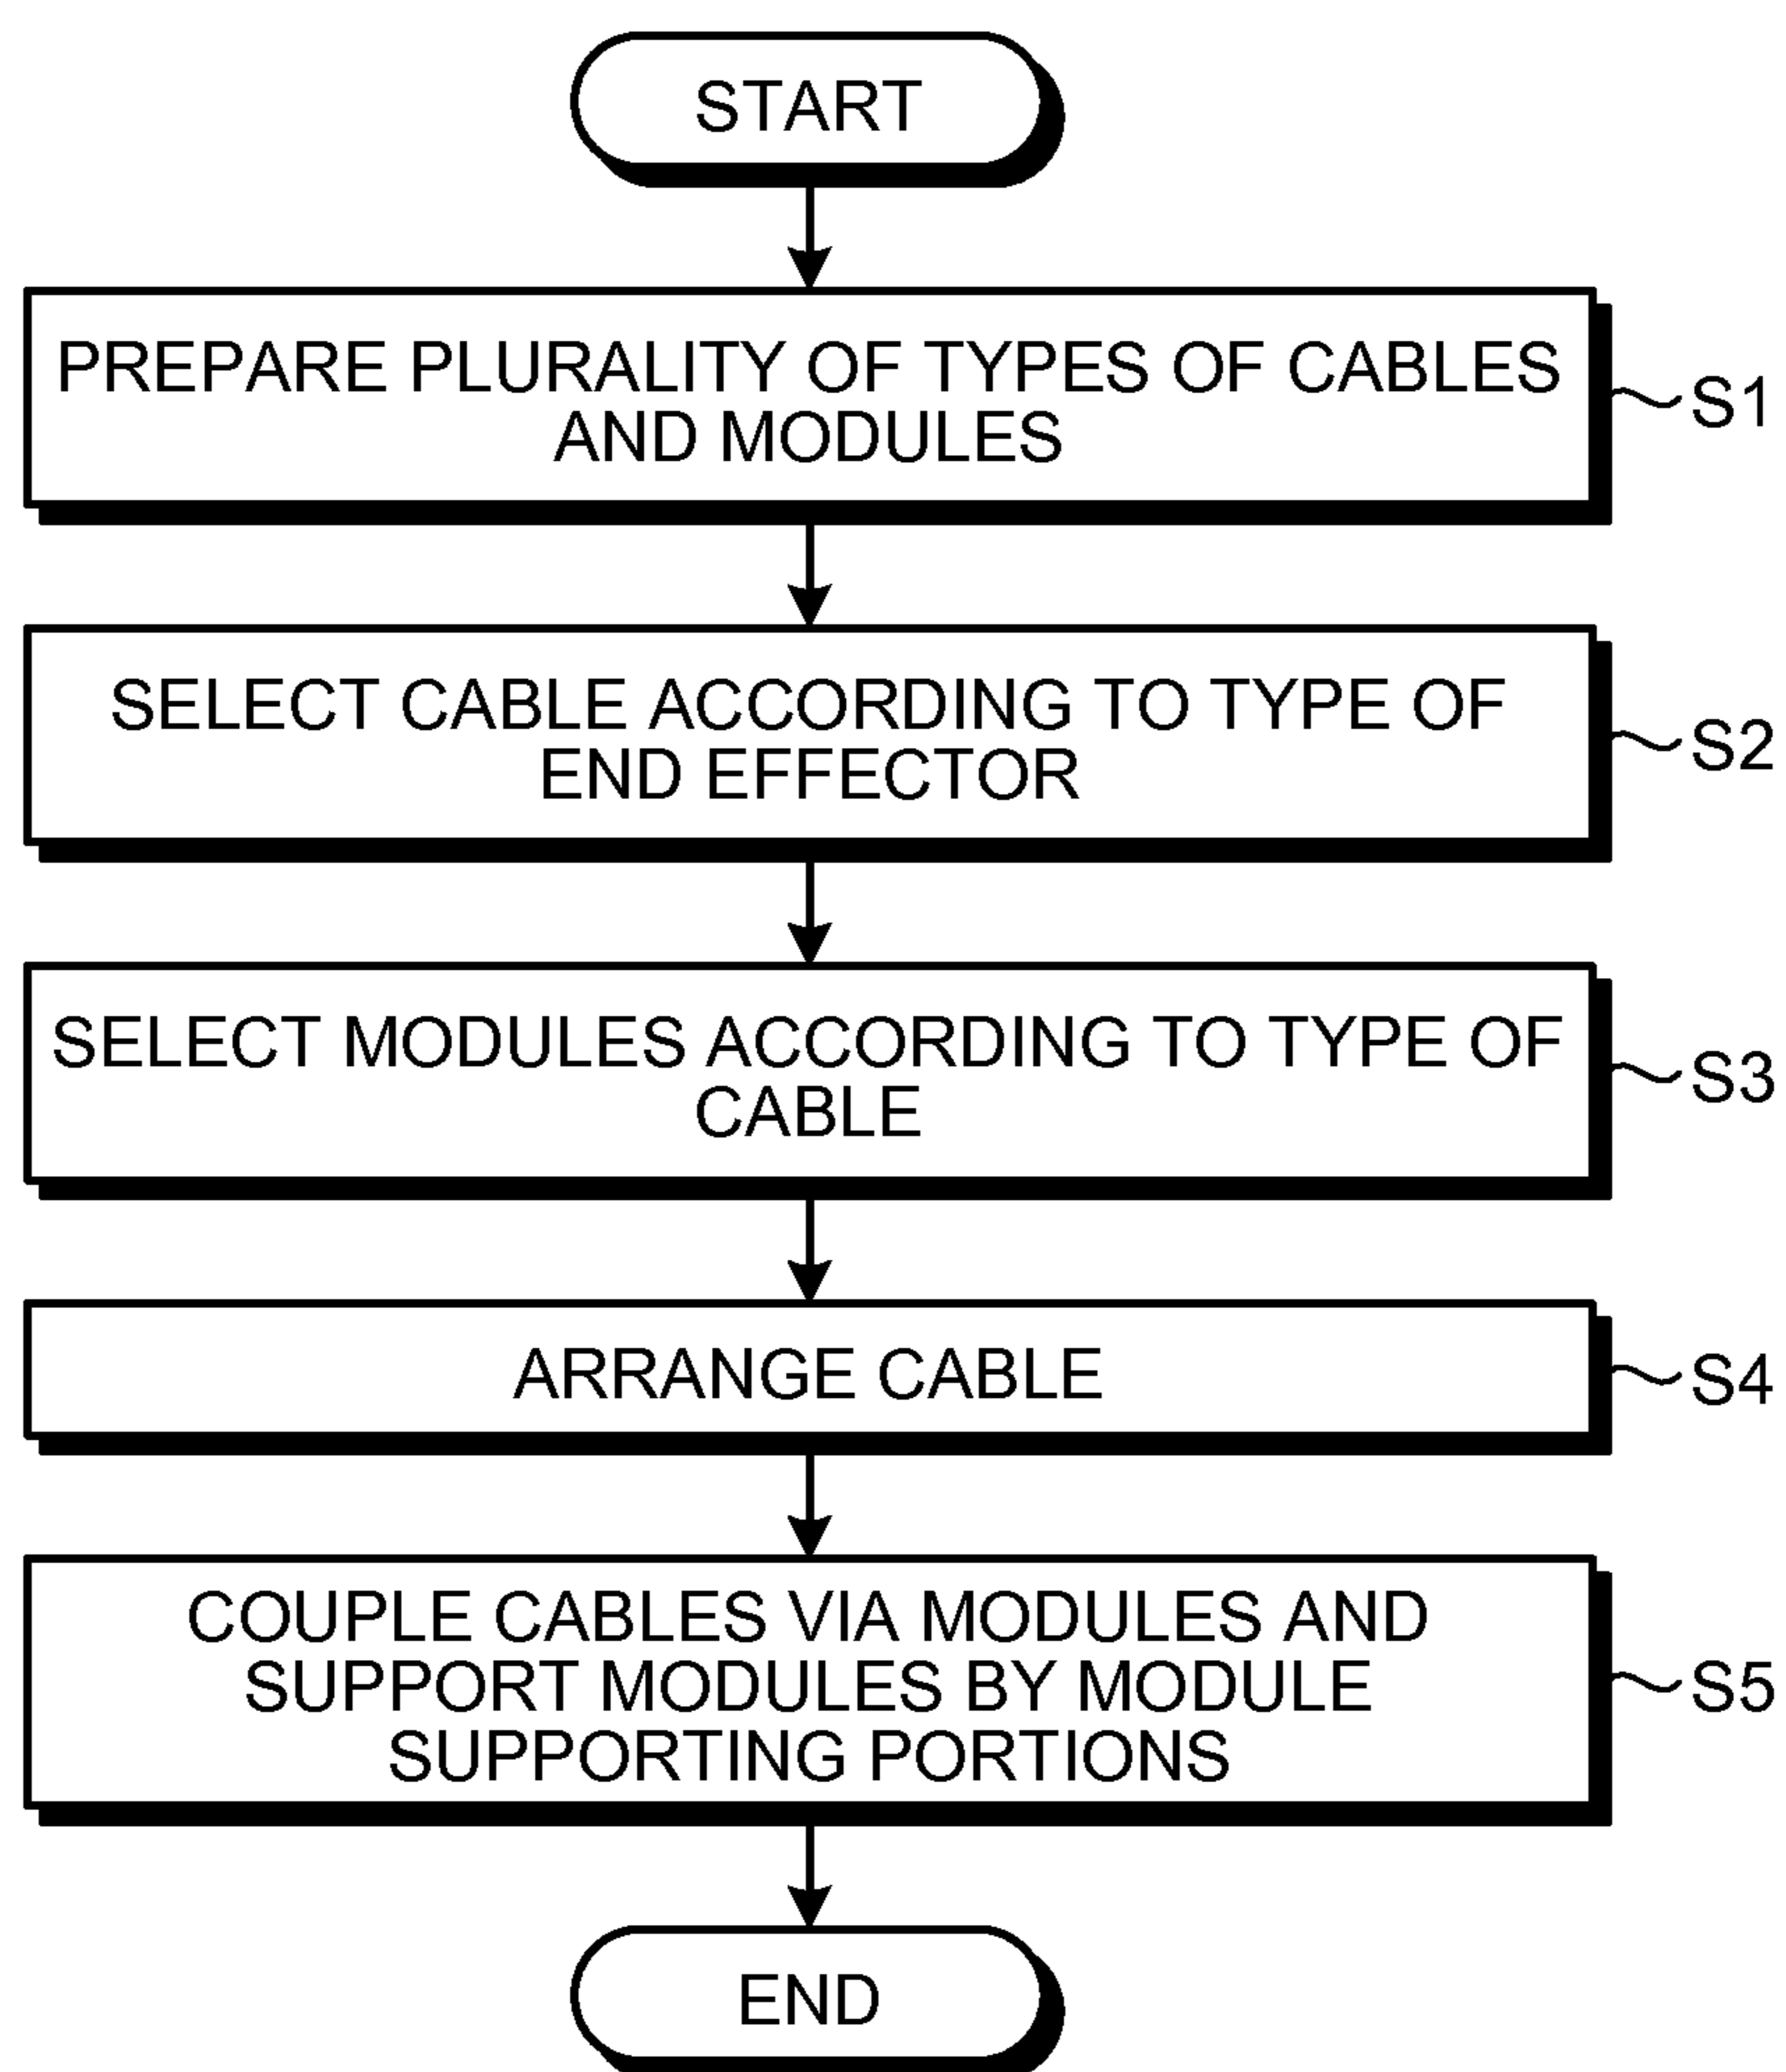 START
PREPARE PLURALITY OF TYPES OF CABLES
AND MODULES
S1
SELECT CABLE ACCORDING TO TYPE OF
END EFFECTOR
S2
SELECT MODULES ACCORDING TO TYPE OF
CABLE
S3
ARRANGE CABLE
S4
COUPLE CABLES VIA MODULES AND
SUPPORT MODULES BY MODULE
SUPPORTING PORTIONS
S5
END